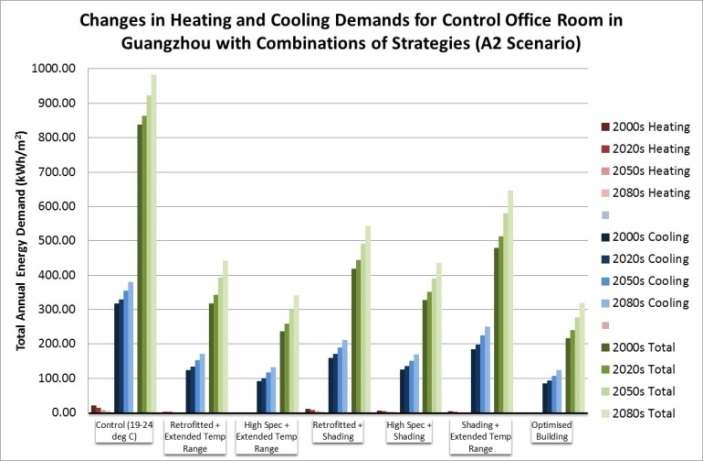 Changes in Heating and Cooling Demands for Control Office Room in
Guangzhou with Combinations of Strategies (A2 Scenario)
Total Annual Energy Demand (kWh/m²)
1000.00
900.00
800.00
700.00
600.00
500.00
400.00
300.00
200.00
100.00
0.00
Control (19-24
deg C)
Retrofitted +
Extended Temp
Range
High Spec +
Extended Temp
Range
Retrofitted +
Shading
High Spec +
Shading
Shading +
Extended Temp
Range
Optimised
Building
2000s Heating
2020s Heating
2050s Heating
2080s Heating
2000s Cooling
2020s Cooling
2050s Cooling
2080s Cooling
2000s Total
2020s Total
2050s Total
2080s Total